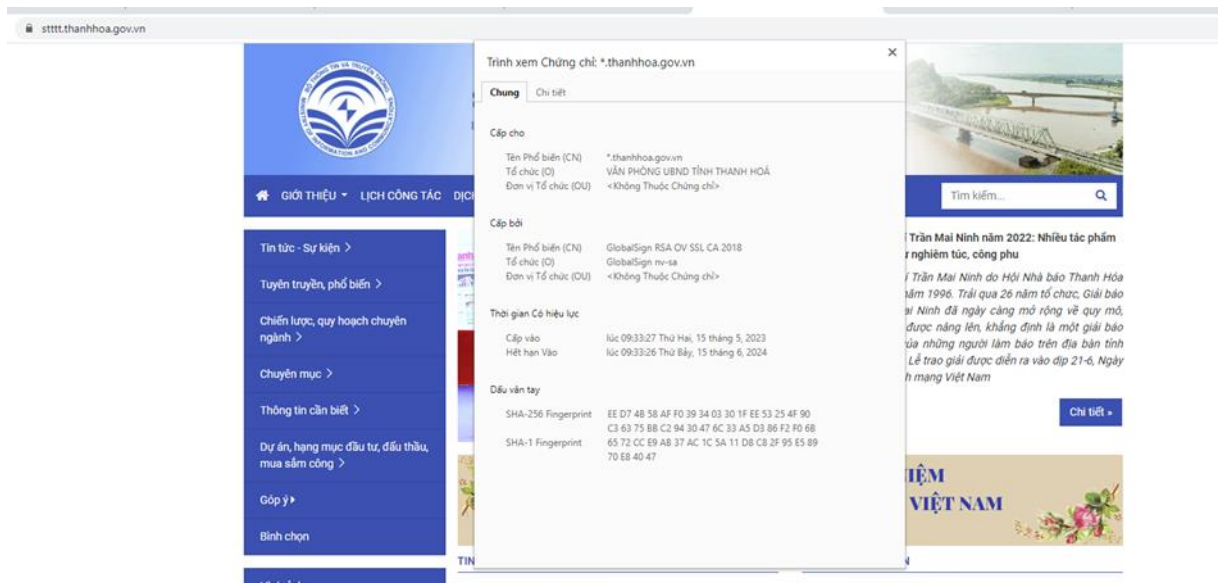 stttt.thanhhoa.gov.vn
BỘ THÔNG TIN VÀ TRUYỀN THÔNG
MINISTRY OF INFORMATION AND COMMUNICATIONS
GIỚI THIỆU
LỊCH CÔNG TÁC
Tìm kiếm...
Tin tức - Sự kiện >
Tuyên truyền, phổ biến >
Chiến lược, quy hoạch chuyên
ngành >
Chuyên mục >
Thông tin cần biết >
Dự án, hạng mục đầu tư, đấu thầu,
mua sắm công >
Góp ý
Bình chọn
Trình xem Chứng chỉ: *.thanhhoa.gov.vn
×
Chung Chi tiết
Cấp cho
Tên Phổ biến (CN) *.thanhhoa.gov.vn
Tổ chức (O) VĂN PHÒNG UBND TỈNH THANH HOÁ
Đơn vị Tổ chức (OU) <Không Thuộc Chứng chỉ>
Cấp bởi
Tên Phổ biến (CN) GlobalSign RSA OV SSL CA 2018
Tổ chức (O) GlobalSign nv-sa
Đơn vị Tổ chức (OU) <Không Thuộc Chứng chỉ>
Thời gian Có hiệu lực
Cấp vào lúc 09:33:27 Thứ Hai, 15 tháng 5, 2023
Hết hạn Vào lúc 09:33:26 Thứ Bảy, 15 tháng 6, 2024
Dấu vân tay
SHA-256 Fingerprint EE D7 4B 58 AF F0 39 34 03 30 1F EE 53 25 4F 90
C3 63 75 BB C2 94 30 47 6C 33 A5 D3 86 F2 F0 6B
SHA-1 Fingerprint 65 72 CC E9 AB 37 AC 1C 5A 11 D8 C8 2F 95 E5 89
70 E8 40 47
Trần Mai Ninh năm 2022: Nhiều tác phẩm
nghiêm túc, công phu
Trần Mai Ninh do Hội Nhà báo Thanh Hóa
năm 1996. Trải qua 26 năm tổ chức, Giải báo
Ninh đã ngày càng mở rộng về quy mô,
được nâng lên, khẳng định là một giải báo
của những người làm báo trên địa bàn tỉnh
Lễ trao giải được diễn ra vào dịp 21-6, Ngày
mạng Việt Nam
Chi tiết »
VIỆT NAM
TIN